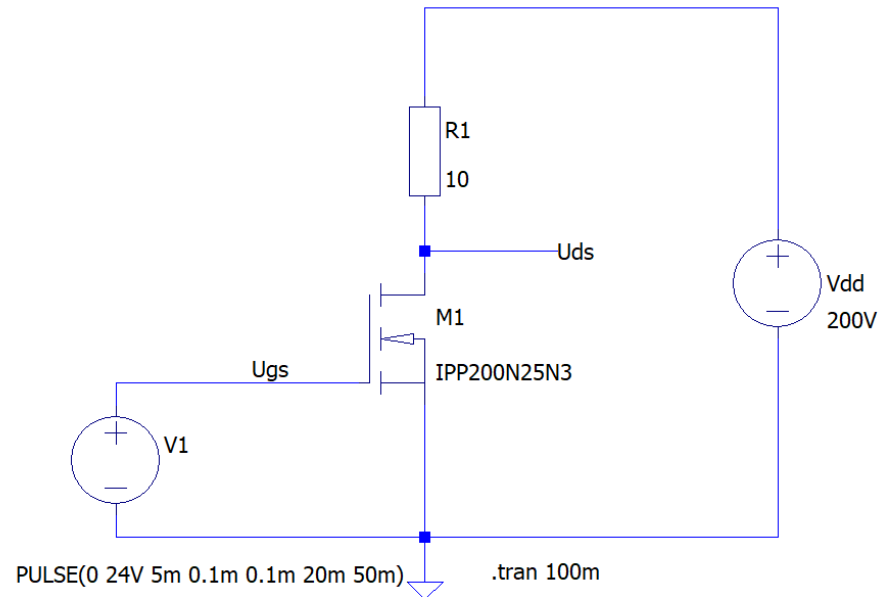 R1
10
Uds
Vdd
200V
M1
IPP200N25N3
Ugs
V1
PULSE(0 24V 5m 0.1m 0.1m 20m 50m)
.tran 100m